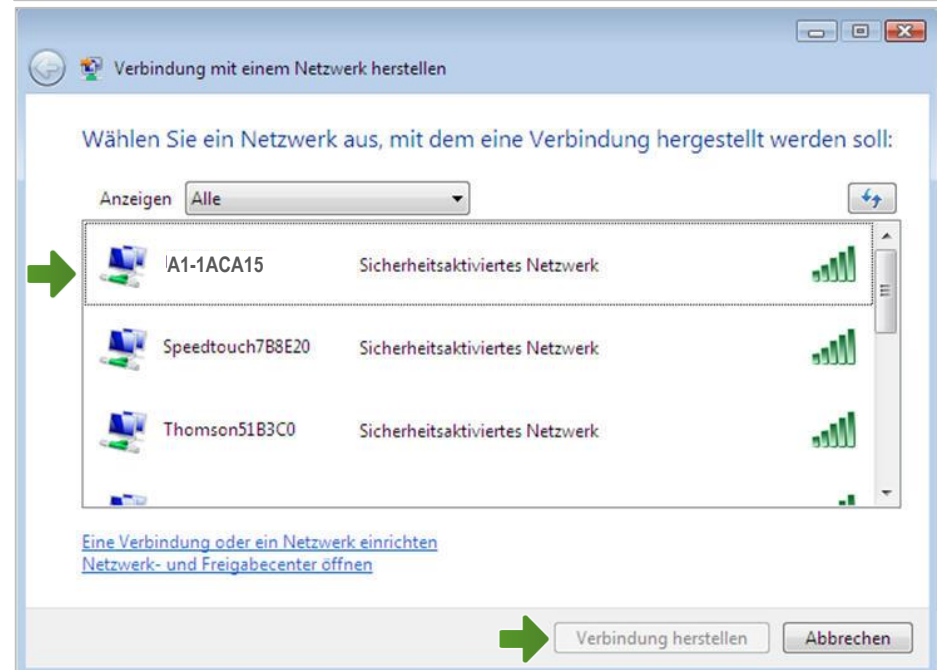 Verbindung mit einem Netzwerk herstellen
Wählen Sie ein Netzwerk aus, mit dem eine Verbindung hergestellt werden soll:
Anzeigen Alle
A1-1ACA15 Sicherheitsaktiviertes Netzwerk
Speedtouch7B8E20 Sicherheitsaktiviertes Netzwerk
Thomson51B3C0 Sicherheitsaktiviertes Netzwerk
Eine Verbindung oder ein Netzwerk einrichten
Netzwerk- und Freigabecenter öffnen
Verbindung herstellen Abbrechen